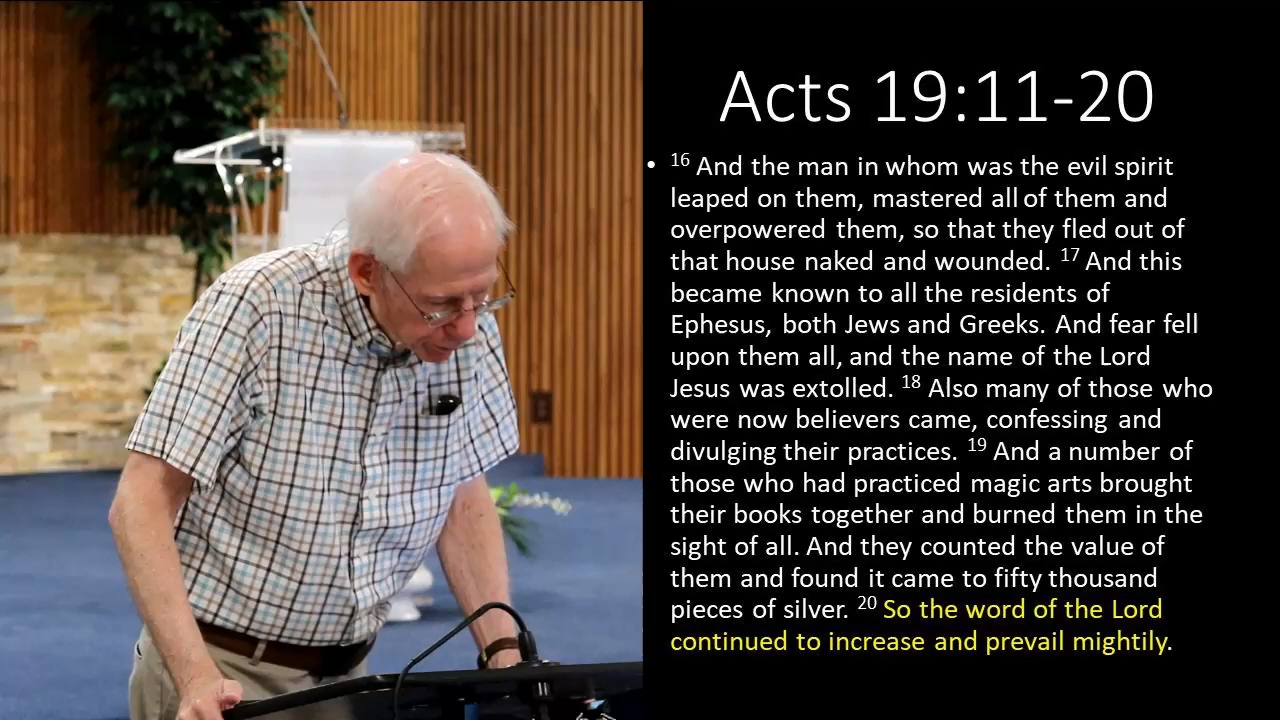 Acts 19:11-20
• 16 And the man in whom was the evil spirit
leaped on them, mastered all of them and
overpowered them, so that they fled out of
that house naked and wounded. 17 And this
became known to all the residents of
Ephesus, both Jews and Greeks. And fear fell
upon them all, and the name of the Lord
Jesus was extolled. 18 Also many of those who
were now believers came, confessing and
divulging their practices. 19 And a number of
those who had practiced magic arts brought
their books together and burned them in the
sight of all. And they counted the value of
them and found it came to fifty thousand
pieces of silver. 20 So the word of the Lord
continued to increase and prevail mightily.